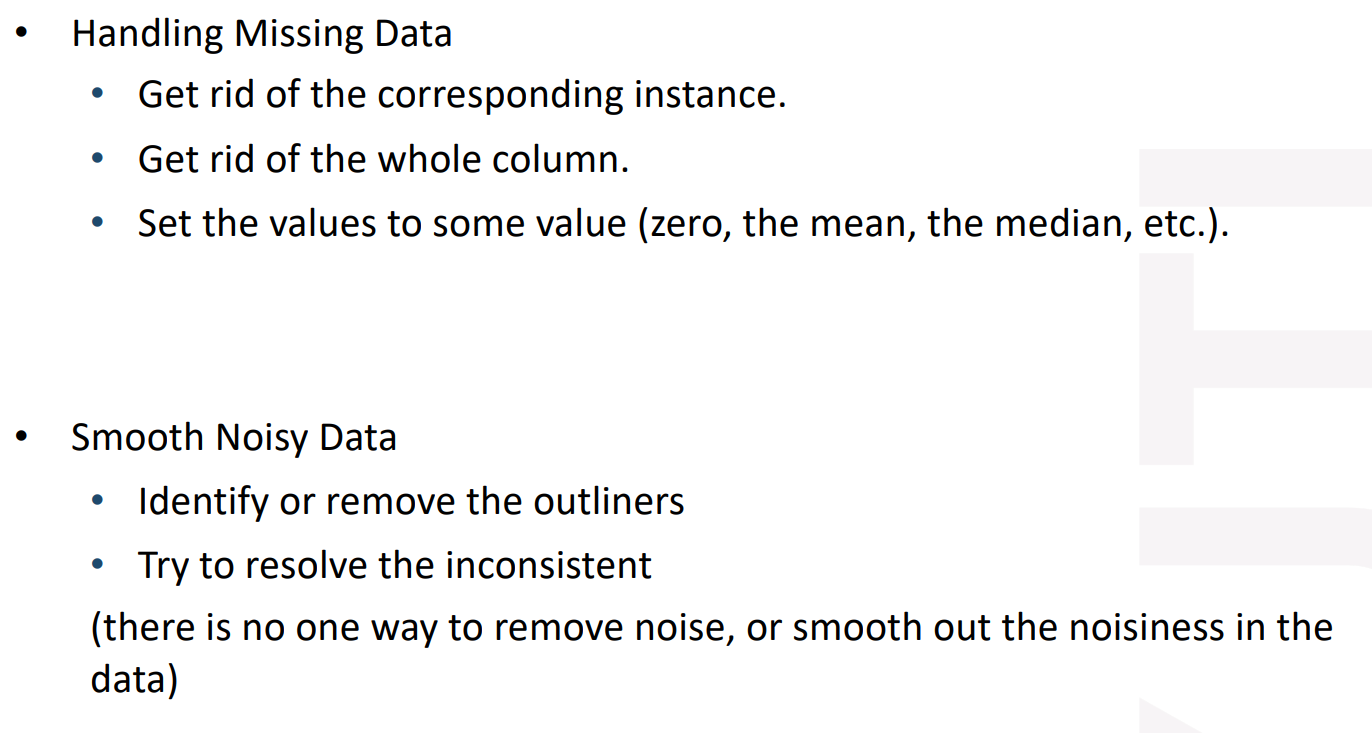 • Handling Missing Data
• Get rid of the corresponding instance.
• Get rid of the whole column.
• Set the values to some value (zero, the mean, the median, etc.).
• Smooth Noisy Data
• Identify or remove the outliners
• Try to resolve the inconsistent
(there is no one way to remove noise, or smooth out the noisiness in the
data)